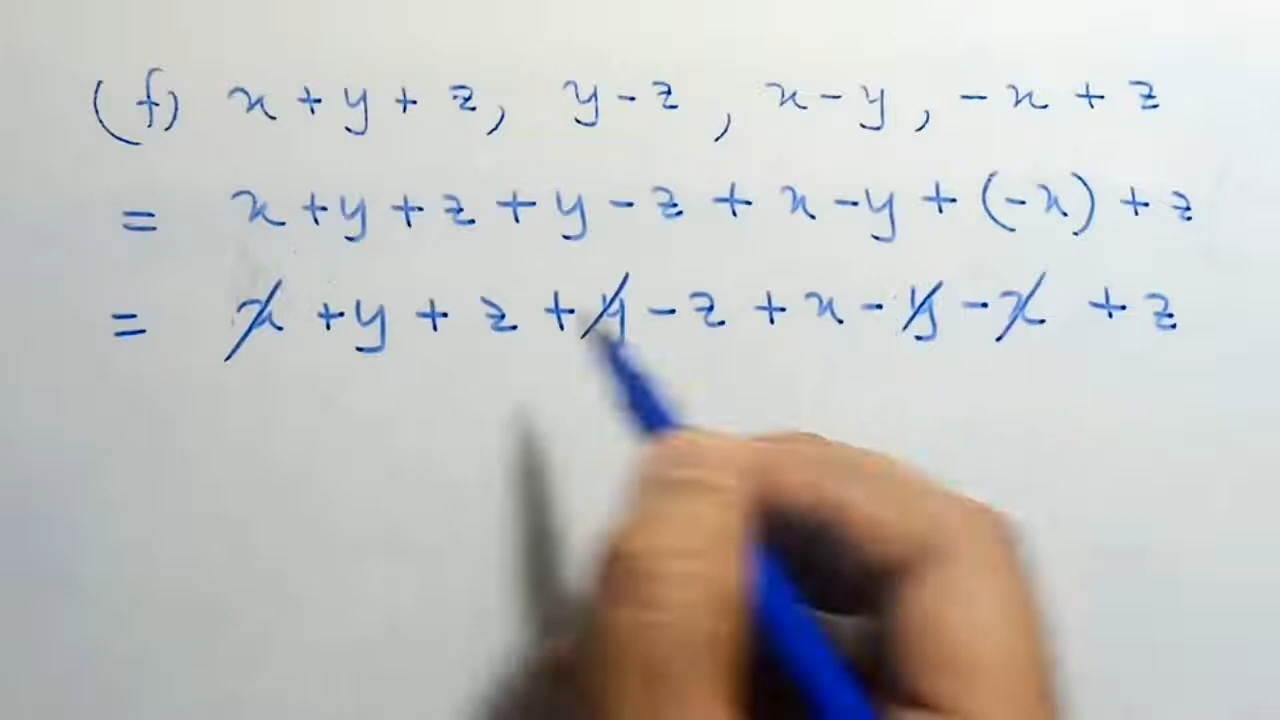 (f) x + y + z, y - z, x - y, - x + z
= x + y + z + y - z + x - y + (-x) + z
= x + y + z + y - z + x - y - x + z